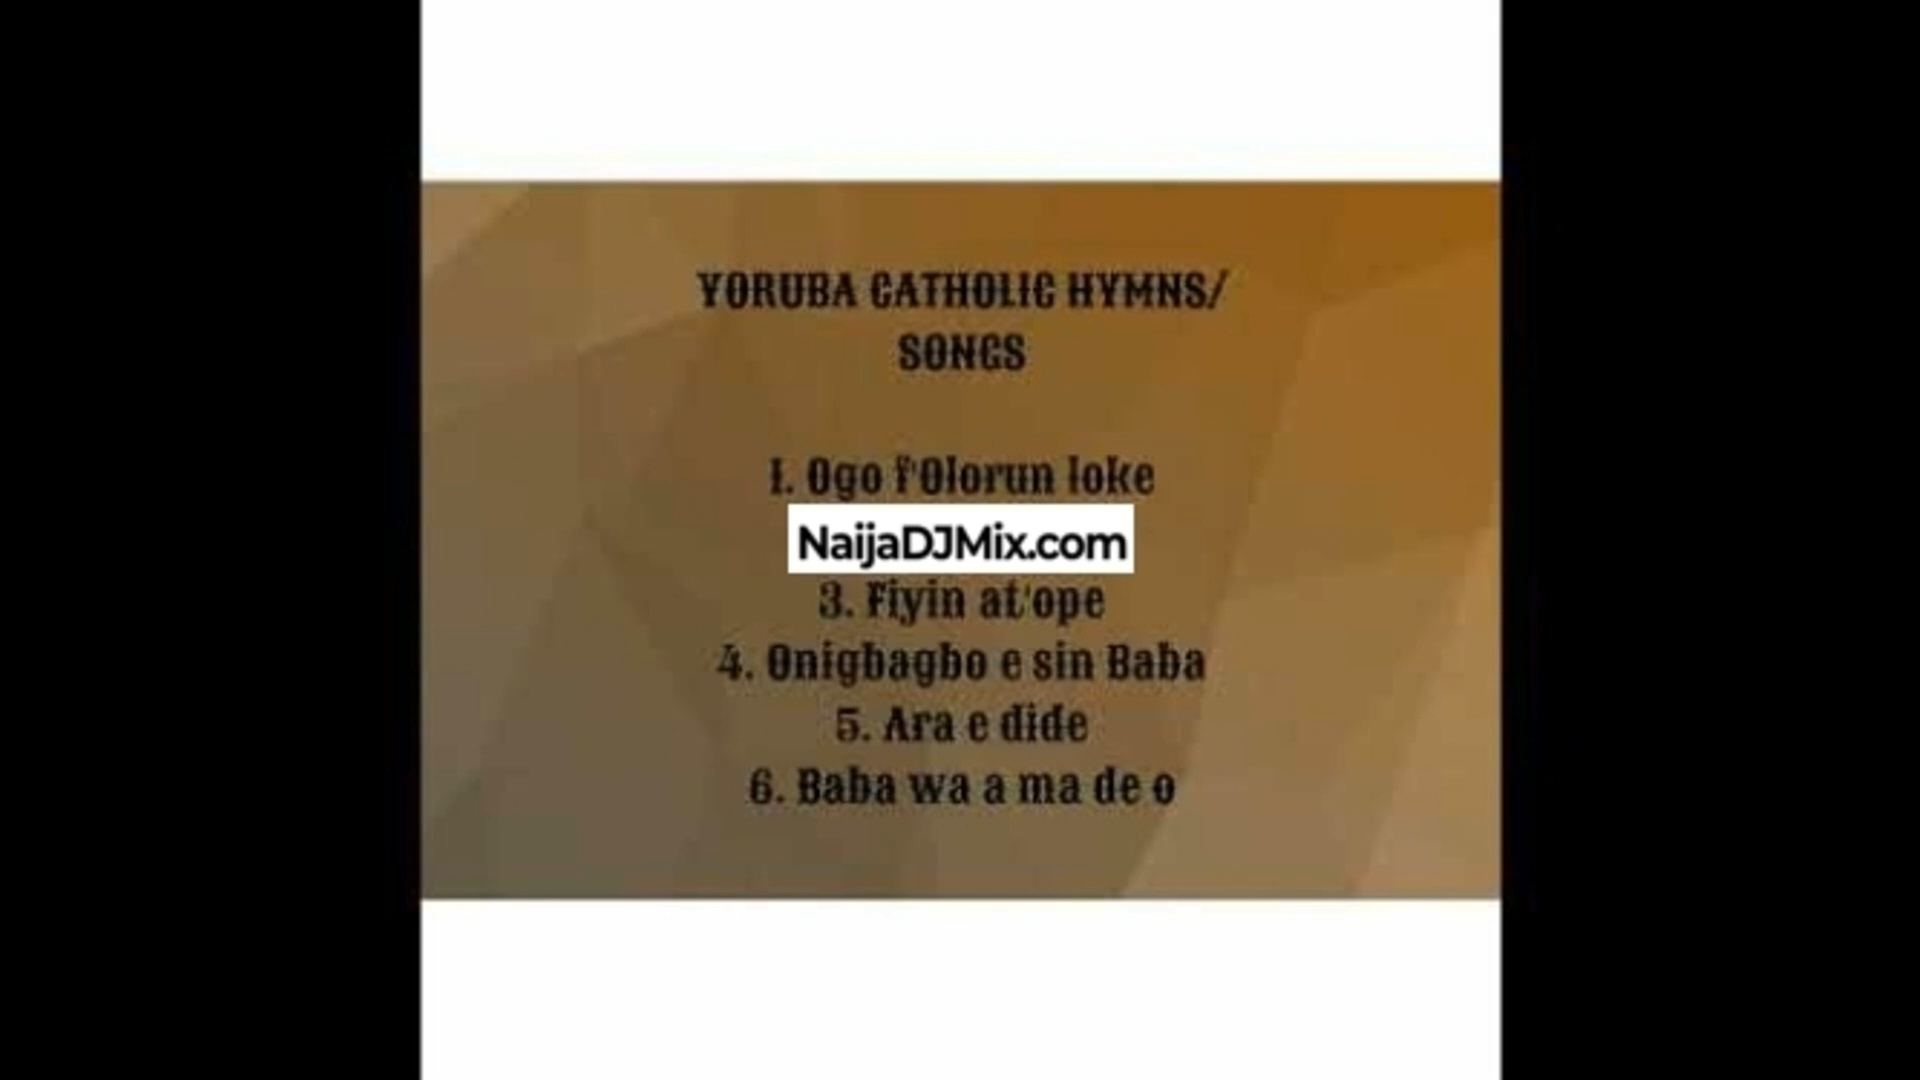 YORUBA CATHOLIC HYMNS/
SONGS
1. Ogo f'Olorun loke
NaijaDJMix.com
3. Fiyin at'ope
4. Onigbagbo e sin Baba
5. Ara e dide
6. Baba wa a ma de o